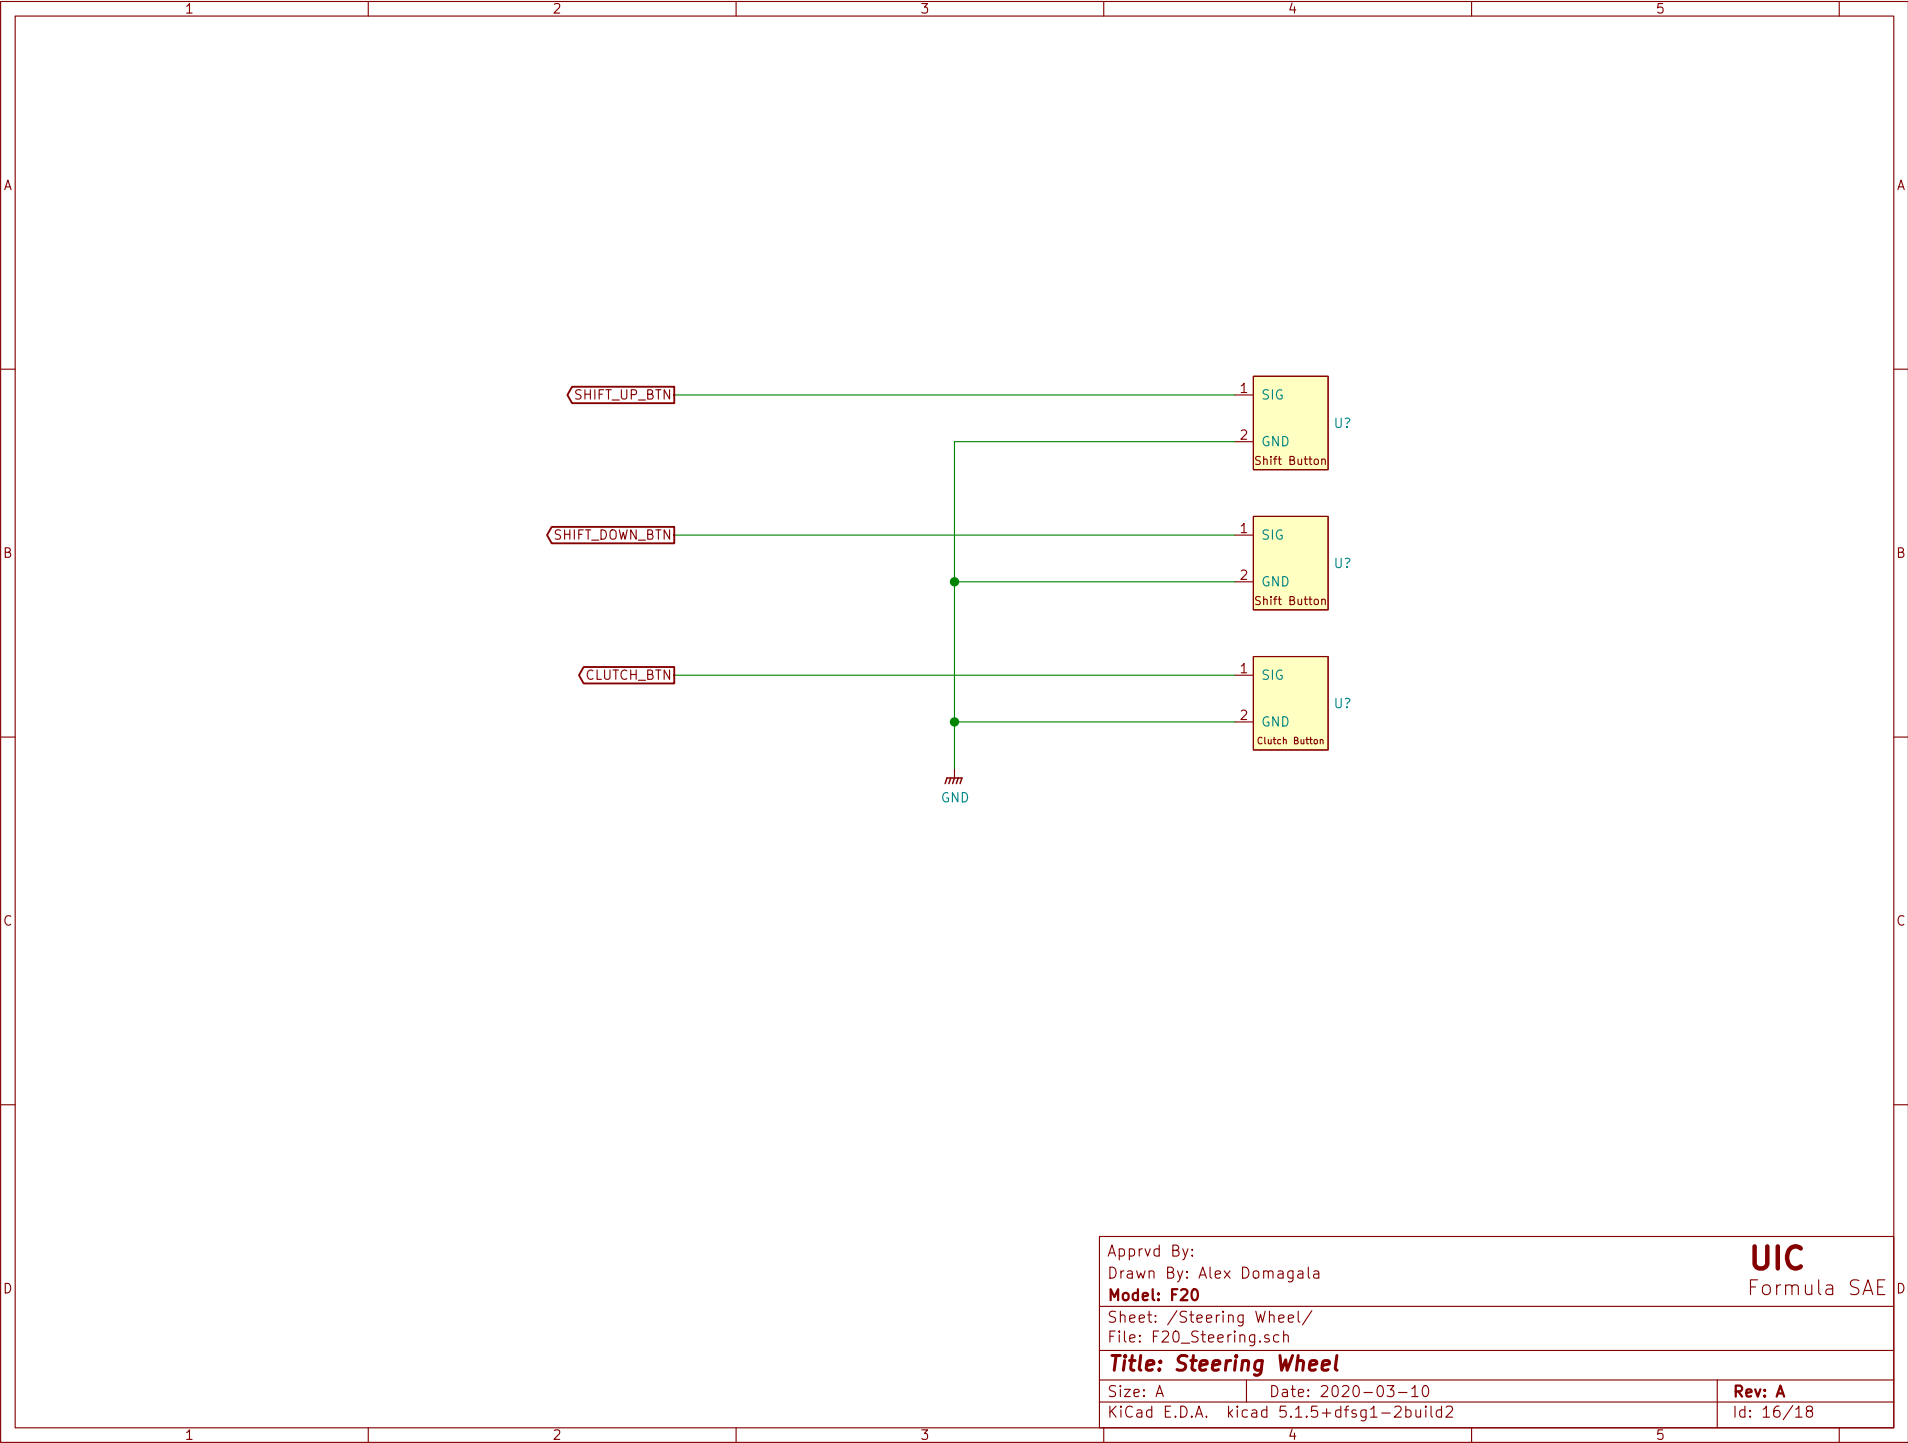 1 2 3 4 5
A A
SHIFT_UP_BTN 1 SIG
U?
2 GND
Shift Button
SHIFT_DOWN_BTN 1 SIG
B B
U?
2 GND
Shift Button
CLUTCH_BTN 1 SIG
U?
2 GND
Clutch Button
GND
C C
Apprvd By:
UIC
Drawn By: Alex Domagala
Formula SAE
D D
Model: F20
Sheet: /Steering Wheel/
File: F20_Steering.sch
Title: Steering Wheel
Size: A Date: 2020-03-10 Rev: A
KiCad E.D.A. kicad 5.1.5+dfsg1-2build2 Id: 16/18
1 2 3 4 5